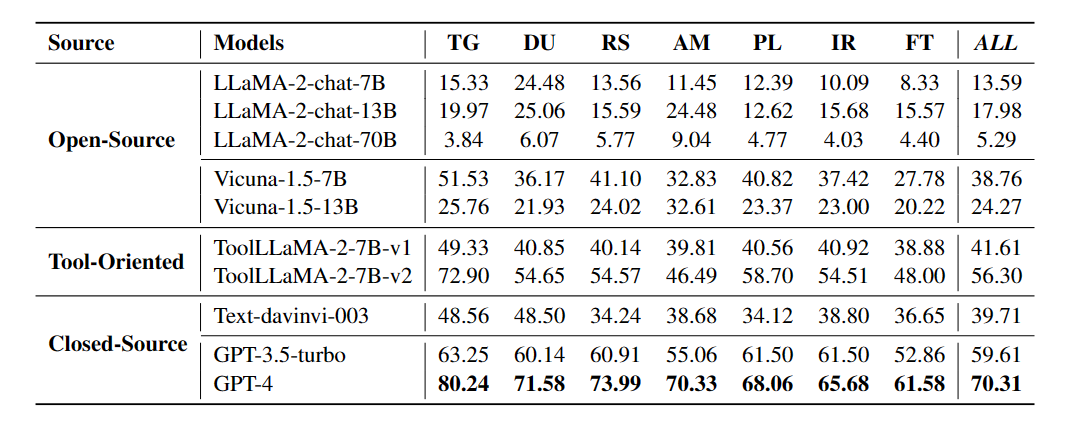 Source Models TG DU RS AM PL IR FT ALL
LLaMA-2-chat-7B 15.33 24.48 13.56 11.45 12.39 10.09 8.33 13.59
LLaMA-2-chat-13B 19.97 25.06 15.59 24.48 12.62 15.68 15.57 17.98
Open-Source LLaMA-2-chat-70B 3.84 6.07 5.77 9.04 4.77 4.03 4.40 5.29
Vicuna-1.5-7B 51.53 36.17 41.10 32.83 40.82 37.42 27.78 38.76
Vicuna-1.5-13B 25.76 21.93 24.02 32.61 23.37 23.00 20.22 24.27
Tool-Oriented ToolLLaMA-2-7B-v1 49.33 40.85 40.14 39.81 40.56 40.92 38.88 41.61
ToolLLaMA-2-7B-v2 72.90 54.65 54.57 46.49 58.70 54.51 48.00 56.30
Closed-Source Text-davinvi-003 48.56 48.50 34.24 38.68 34.12 38.80 36.65 39.71
GPT-3.5-turbo 63.25 60.14 60.91 55.06 61.50 61.50 52.86 59.61
GPT-4 80.24 71.58 73.99 70.33 68.06 65.68 61.58 70.31